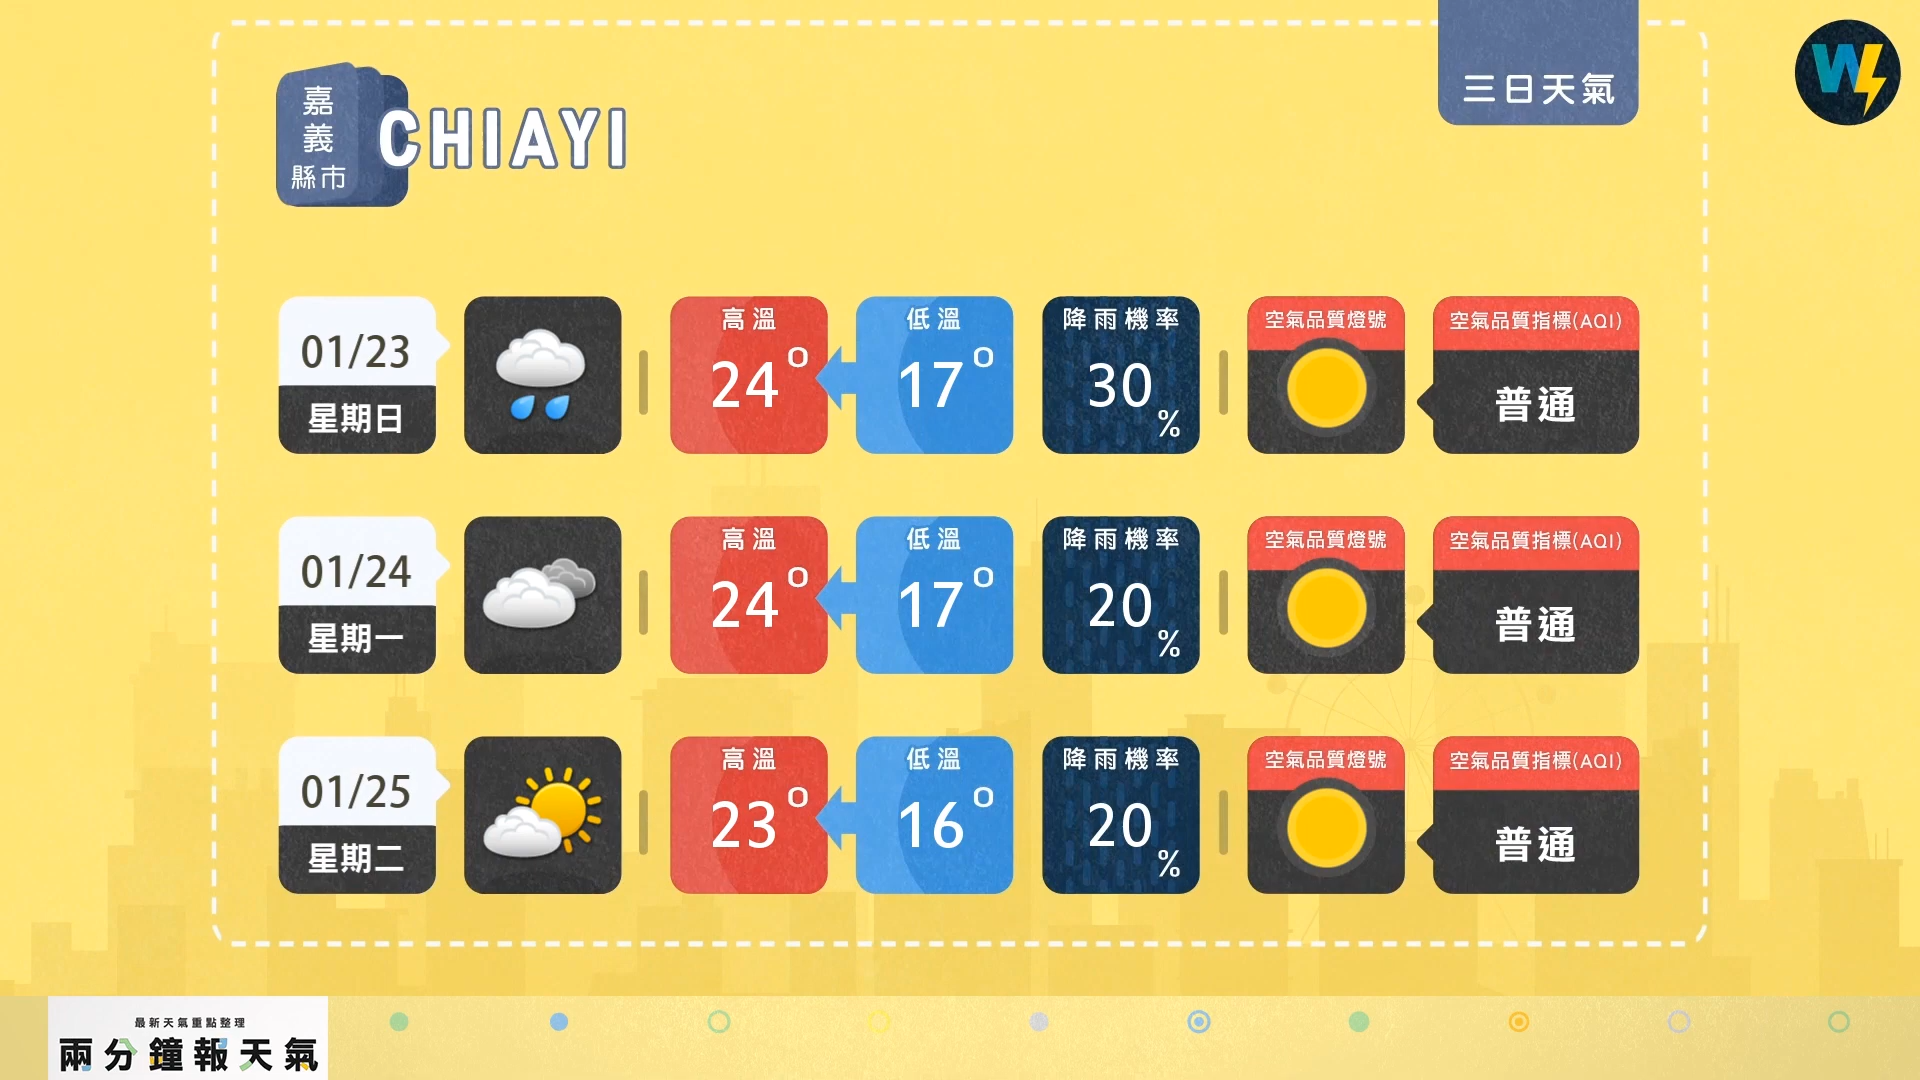 嘉
義
縣市
CHIAYI
三日天氣
W
01/23
星期日
高溫
24°
低溫
17°
降雨機率
30%
空氣品質燈號
空氣品質指標(AQI)
普通
01/24
星期一
高溫
24°
低溫
17°
降雨機率
20%
空氣品質燈號
空氣品質指標(AQI)
普通
01/25
星期二
高溫
23°
低溫
16°
降雨機率
20%
空氣品質燈號
空氣品質指標(AQI)
普通
最新天氣重點整理
兩分鐘報天氣